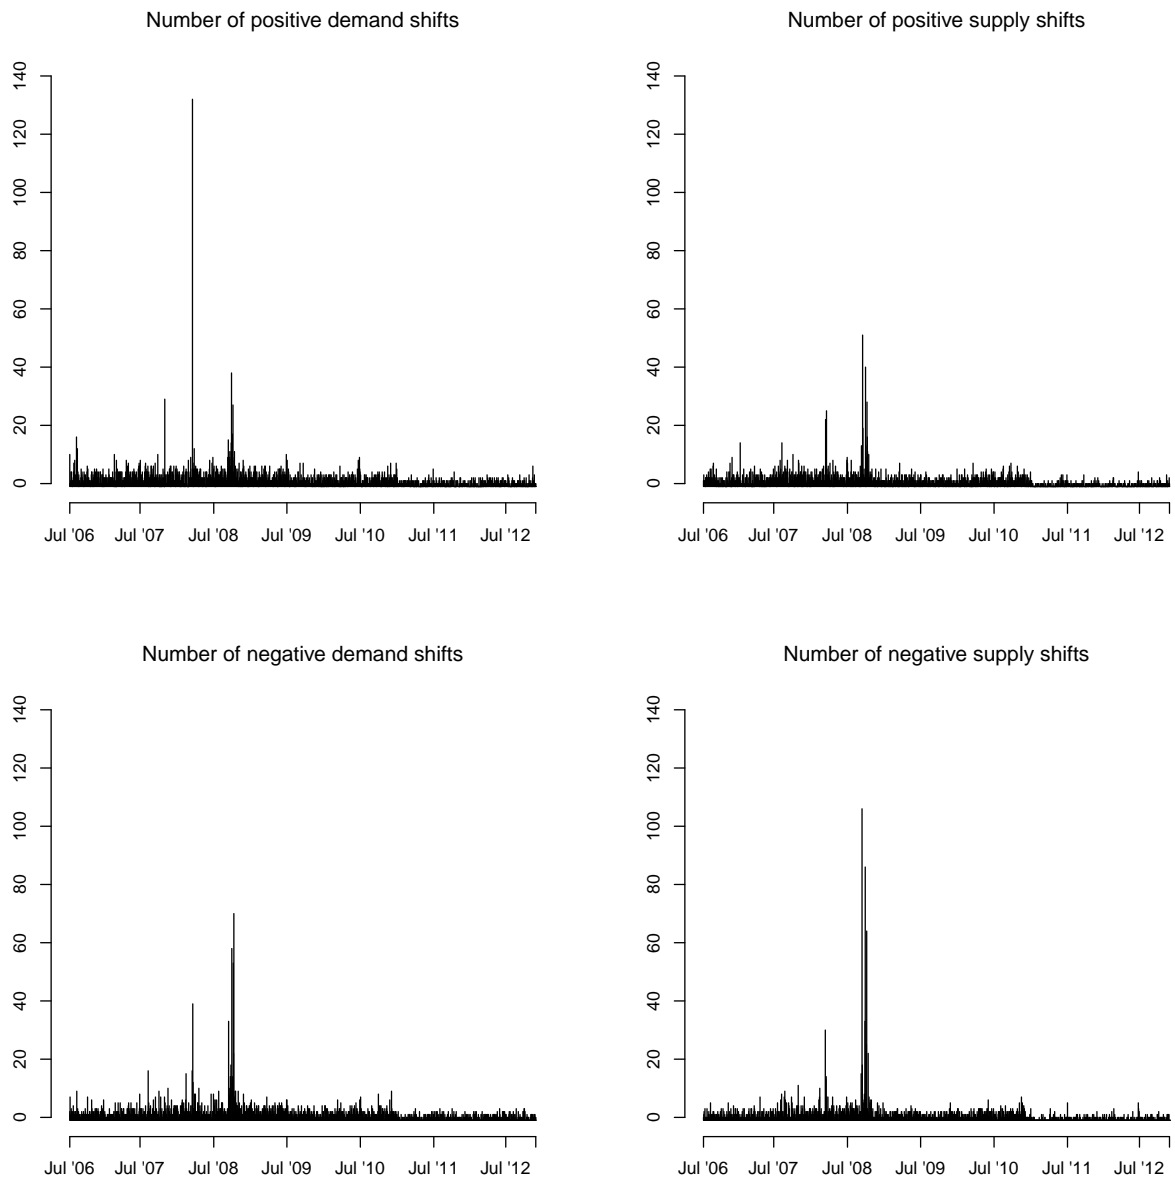 Number of positive demand shifts
0 20 40 60 80 100 120 140
Jul '06 Jul '07 Jul '08 Jul '09 Jul '10 Jul '11 Jul '12
Number of positive supply shifts
0 20 40 60 80 100 120 140
Jul '06 Jul '07 Jul '08 Jul '09 Jul '10 Jul '11 Jul '12
Number of negative demand shifts
0 20 40 60 80 100 120 140
Jul '06 Jul '07 Jul '08 Jul '09 Jul '10 Jul '11 Jul '12
Number of negative supply shifts
0 20 40 60 80 100 120 140
Jul '06 Jul '07 Jul '08 Jul '09 Jul '10 Jul '11 Jul '12